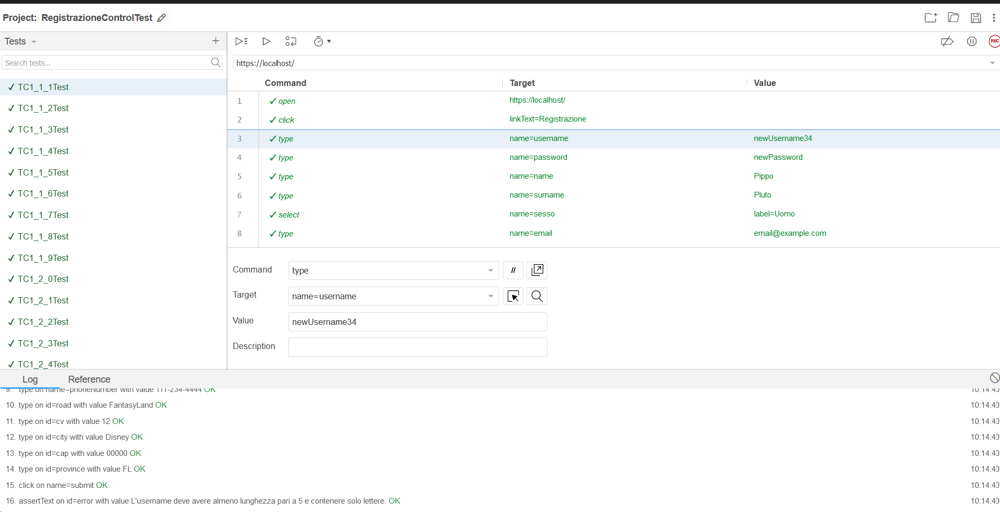 Project: RegistrazioneControlTest
Tests
Search tests...
✓ TC1_1_1Test
✓ TC1_1_2Test
✓ TC1_1_3Test
✓ TC1_1_4Test
✓ TC1_1_5Test
✓ TC1_1_6Test
✓ TC1_1_7Test
✓ TC1_1_8Test
✓ TC1_1_9Test
✓ TC1_2_0Test
✓ TC1_2_1Test
✓ TC1_2_2Test
✓ TC1_2_3Test
✓ TC1_2_4Test
REC
https://localhost/
Command Target Value
1 ✓ open https://localhost/
2 ✓ click linkText=Registrazione
3 ✓ type name=username newUsername34
4 ✓ type name=password newPassword
5 ✓ type name=name Pippo
6 ✓ type name=surname Pluto
7 ✓ select name=sesso label=Uomo
8 ✓ type name=email email@example.com
Command type //
Target name=username
Value newUsername34
Description
Log Reference
9. type on name=phoneNumber with value 111-234-4444 OK 10:14:40
10. type on id=road with value FantasyLand OK 10:14:40
11. type on id=cv with value 12 OK 10:14:40
12. type on id=city with value Disney OK 10:14:40
13. type on id=cap with value 00000 OK 10:14:40
14. type on id=province with value FL OK 10:14:40
15. click on name=submit OK 10:14:40
16. assertText on id=error with value L'username deve avere almeno lunghezza pari a 5 e contenere solo lettere. OK 10:14:40